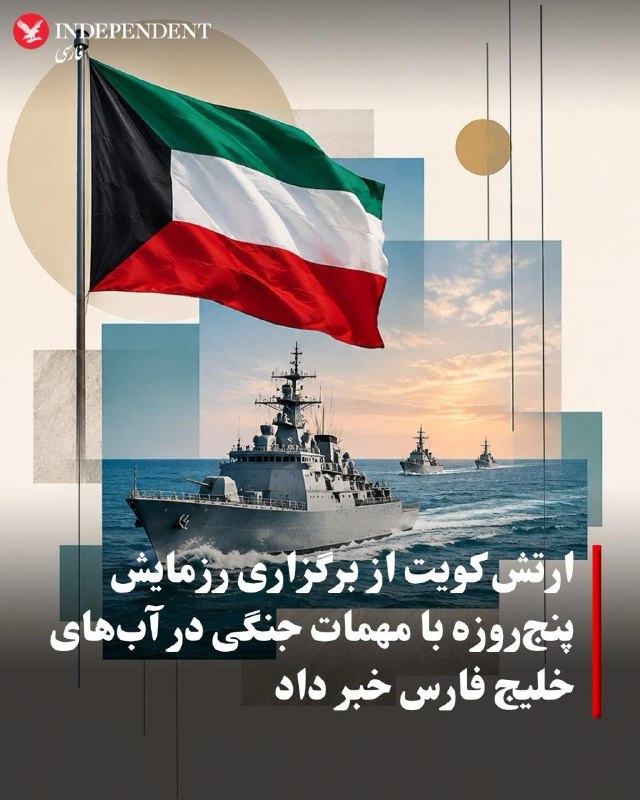 INDEPENDENT
فارسی
ارتش کویت از برگزاری رزمایش
پنج‌روزه با مهمات جنگی در آب‌های
خلیج فارس خبر داد